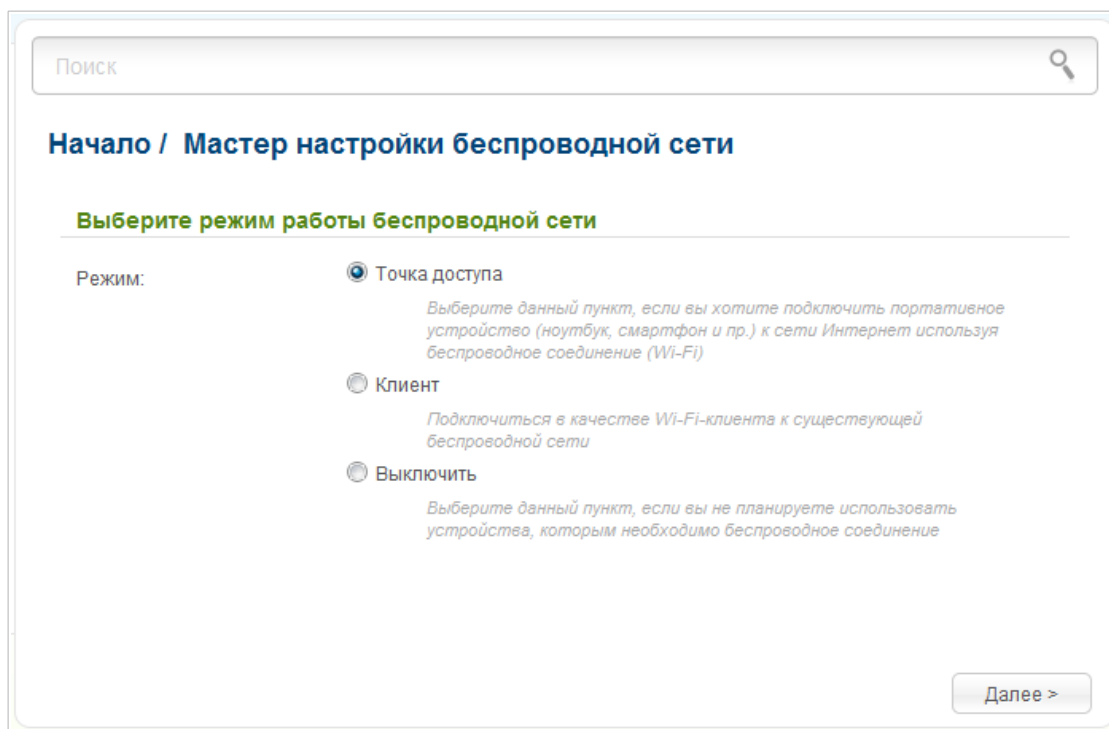 Поиск
Начало / Мастер настройки беспроводной сети
Выберите режим работы беспроводной сети
Режим:
Точка доступа
Выберите данный пункт, если вы хотите подключить портативное
устройство (ноутбук, смартфон и пр.) к сети Интернет используя
беспроводное соединение (Wi-Fi)
Клиент
Подключиться в качестве Wi-Fi-клиента к существующей
беспроводной сети
Выключить
Выберите данный пункт, если вы не планируете использовать
устройства, которым необходимо беспроводное соединение
Далее >